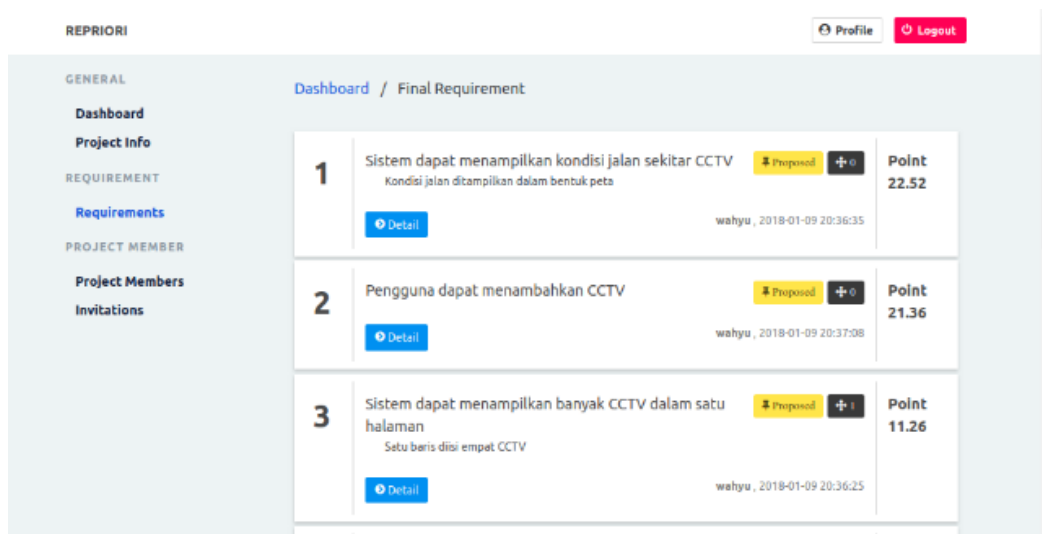 REPRIORI
Profile
Logout
GENERAL
Dashboard
Project Info
REQUIREMENT
Requirements
PROJECT MEMBER
Project Members
Invitations
Dashboard / Final Requirement
1
Sistem dapat menampilkan kondisi jalan sekitar CCTV
Kondisi jalan ditampilkan dalam bentuk peta
Proposed
0
Point
22.52
Detail
wahyu , 2018-01-09 20:36:35
2
Pengguna dapat menambahkan CCTV
Proposed
0
Point
21.36
Detail
wahyu , 2018-01-09 20:37:08
3
Sistem dapat menampilkan banyak CCTV dalam satu
halaman
Satu baris diisi empat CCTV
Proposed
1
Point
11.26
Detail
wahyu , 2018-01-09 20:36:25